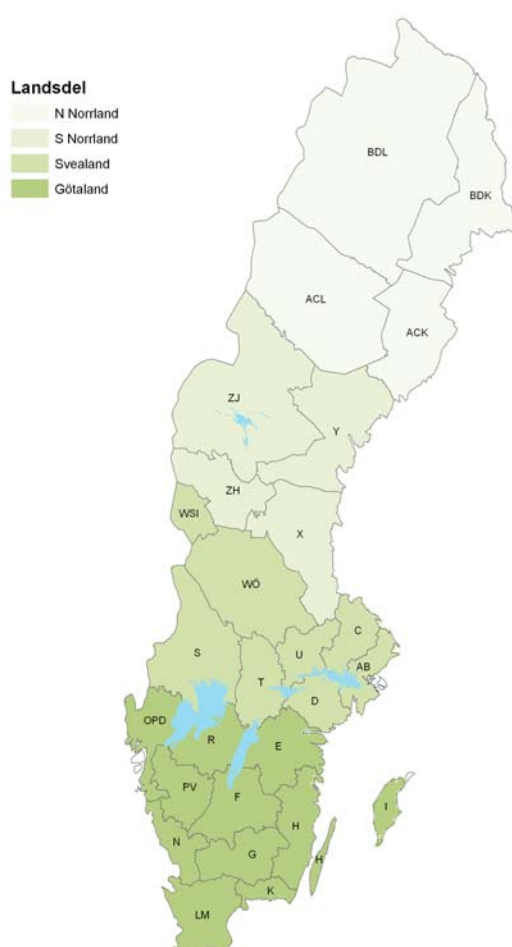 Landsdel
N Norrland
S Norrland
Svealand
Götaland
BDL
BDK
ACL
ACK
ZJ
Y
ZH
WSI
X
WÖ
C
S
U
AB
T
D
OPD
R
E
PV
F
I
H
N
G
H
K
LM